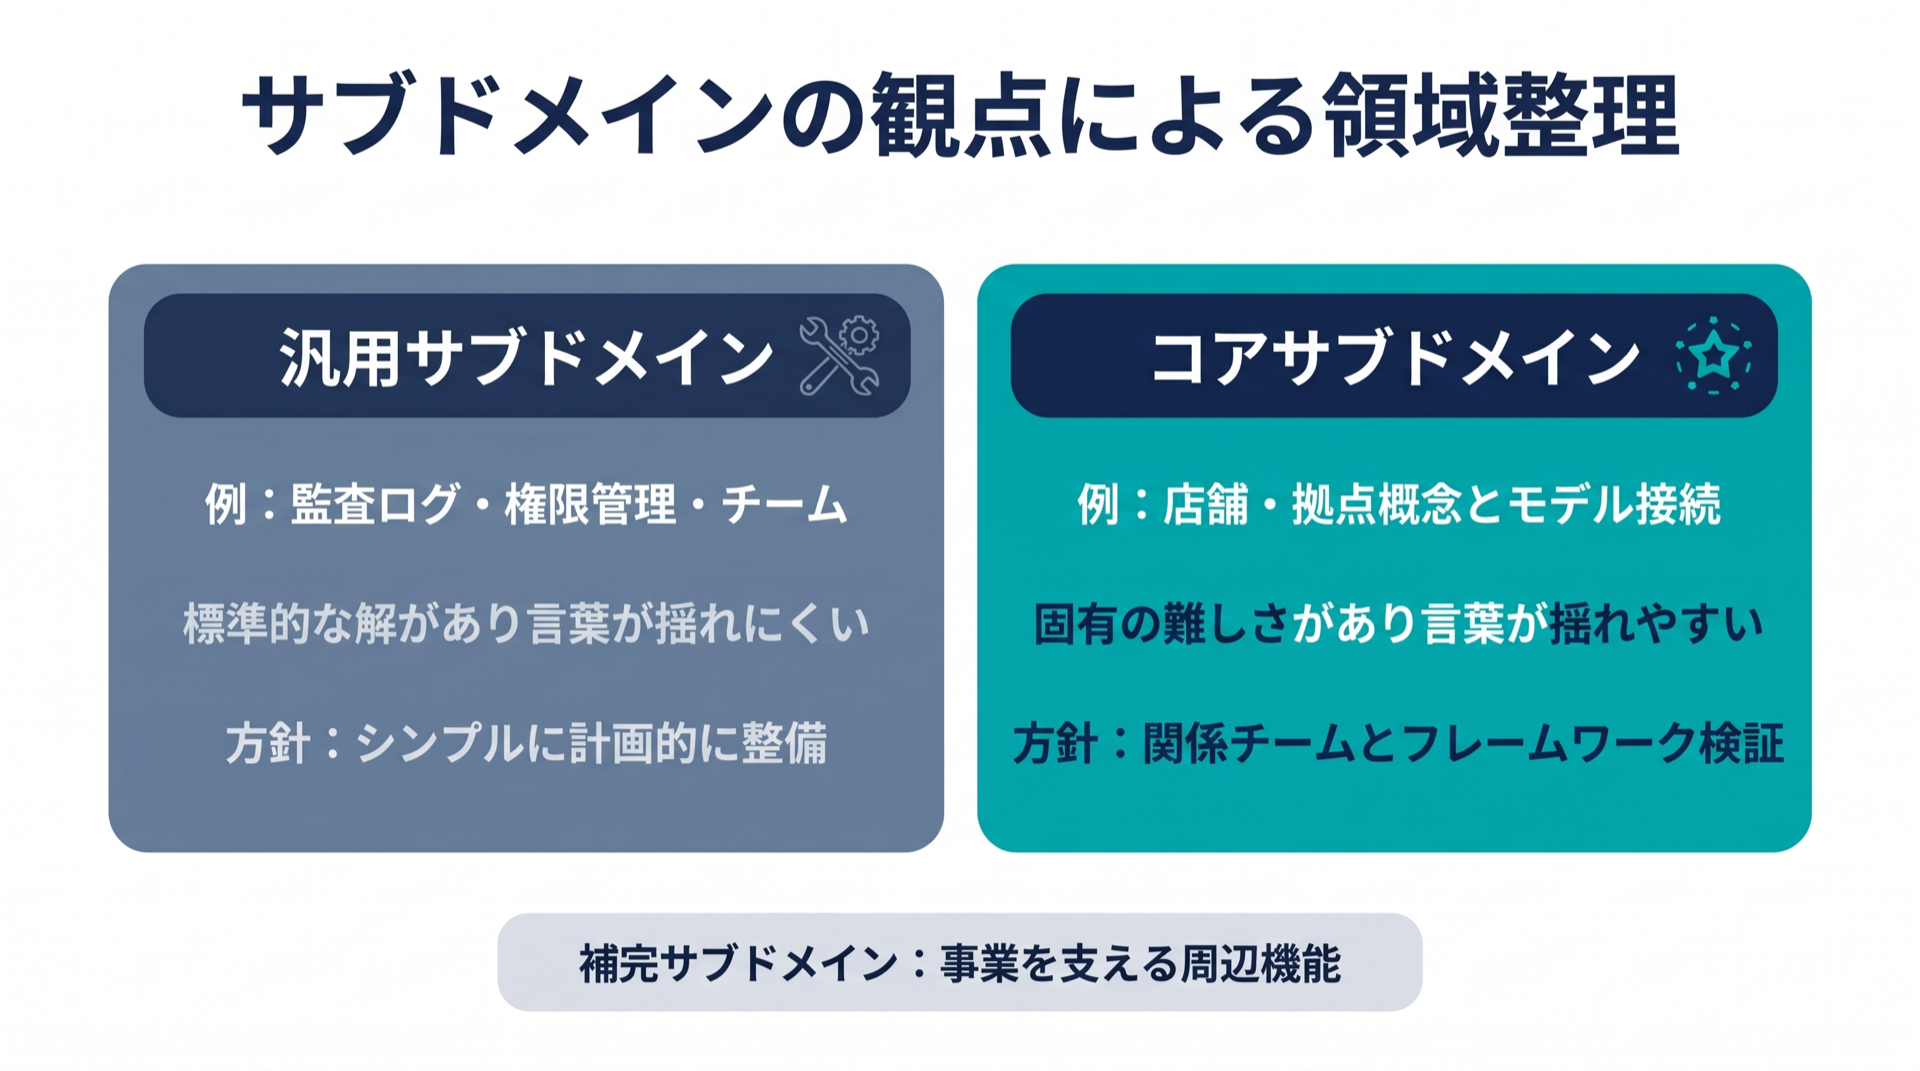 サブドメインの観点による領域整理
汎用サブドメイン
例：監査ログ・権限管理・チーム
標準的な解があり言葉が揺れにくい
方針：シンプルに計画的に整備
コアサブドメイン
例：店舗・拠点概念とモデル接続
固有の難しさがあり言葉が揺れやすい
方針：関係チームとフレームワーク検証
補完サブドメイン：事業を支える周辺機能